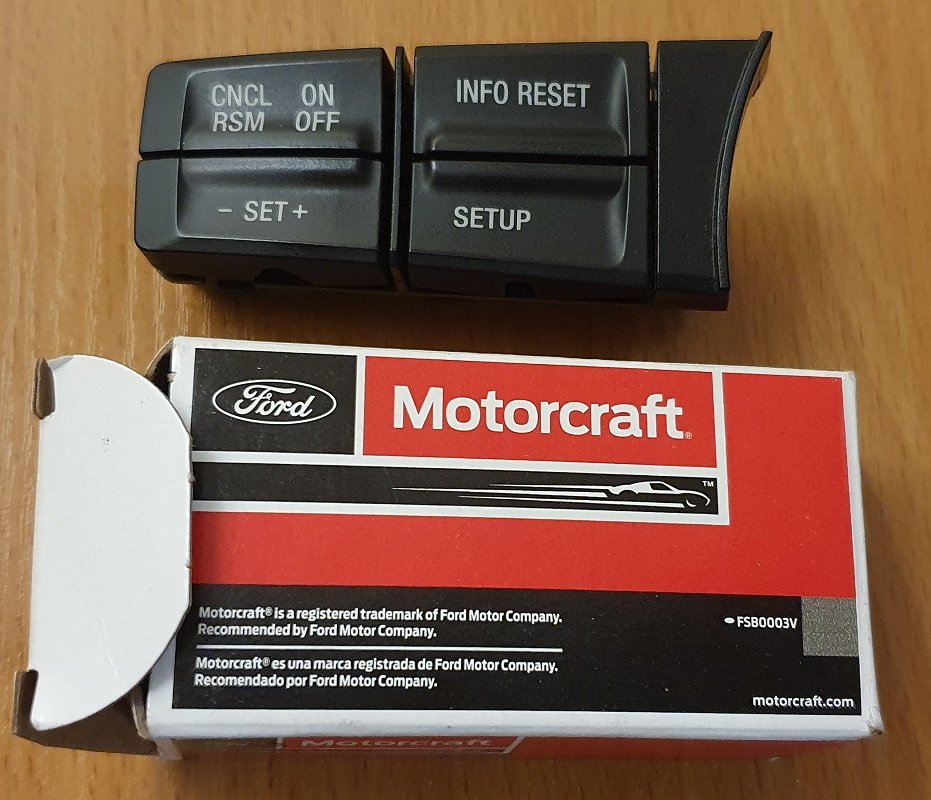 CNCL ON
RSM OFF
- SET +
INFO RESET
SETUP
Ford
Motorcraft®
™
Motorcraft® is a registered trademark of Ford Motor Company.
Recommended by Ford Motor Company.
FSB0003V
Motorcraft® es una marca registrada de Ford Motor Company.
Recomendado por Ford Motor Company.
motorcraft.com
Motorcraft